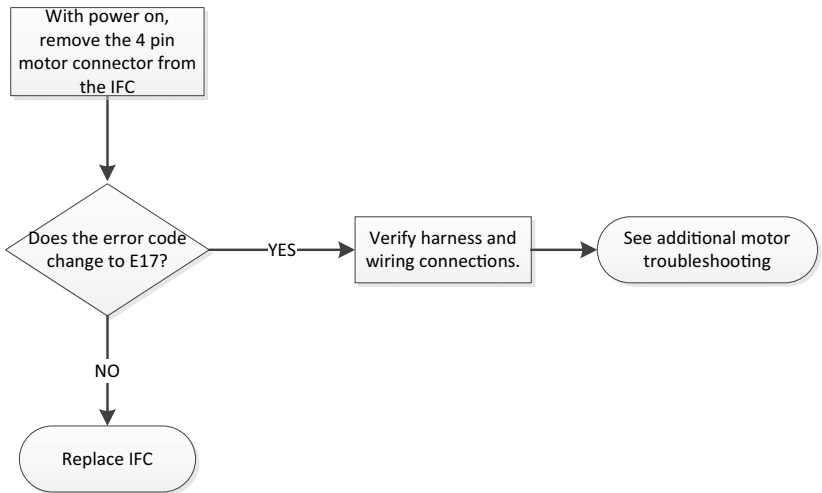 With power on,
remove the 4 pin
motor connector from
the IFC
Does the error code
change to E17?
YES
Verify harness and
wiring connections.
See additional motor
troubleshooting
NO
Replace IFC